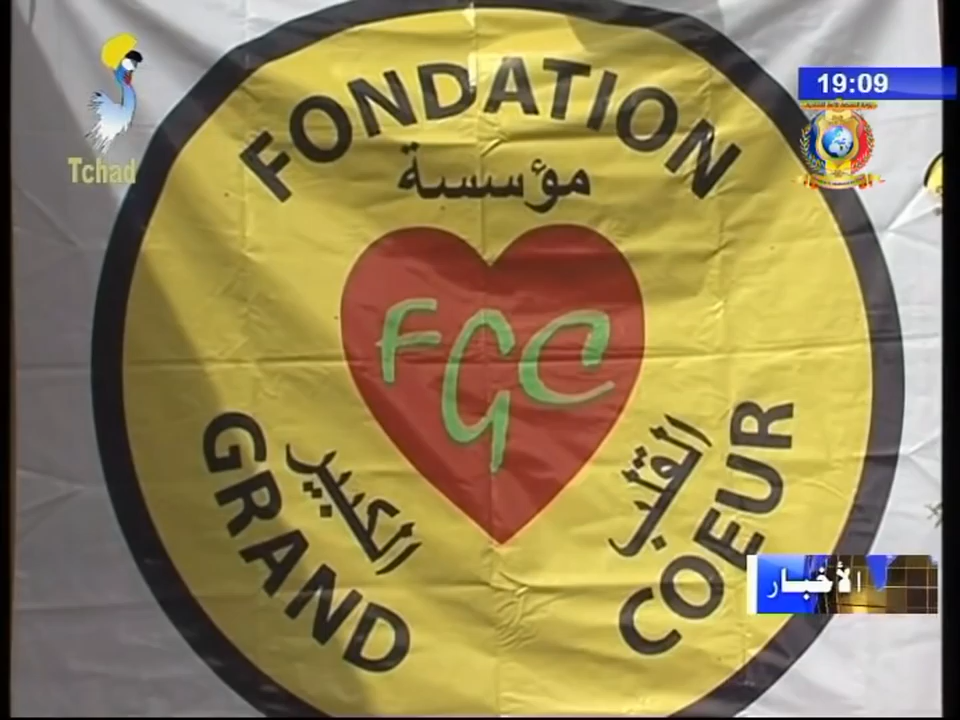 19:09
Tchad
FONDATION
مؤسسة
FGC
القلب
الكبير
GRAND
COEUR
الأخبار